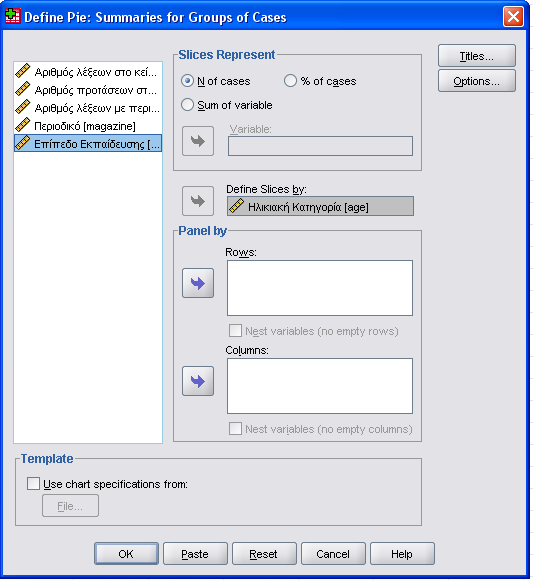 Define Pie: Summaries for Groups of Cases
Αριθμός λέξεων στο κεί...
Αριθμός προτάσεων στ...
Αριθμός λέξεων με περι...
Περιοδικό [magazine]
Επίπεδο Εκπαίδευσης [...
Slices Represent
N of cases
% of cases
Sum of variable
Variable:
Define Slices by:
Ηλικιακή Κατηγορία [age]
Panel by
Rows:
Nest variables (no empty rows)
Columns:
Nest variables (no empty columns)
Titles...
Options...
Template
Use chart specifications from:
File...
OK
Paste
Reset
Cancel
Help